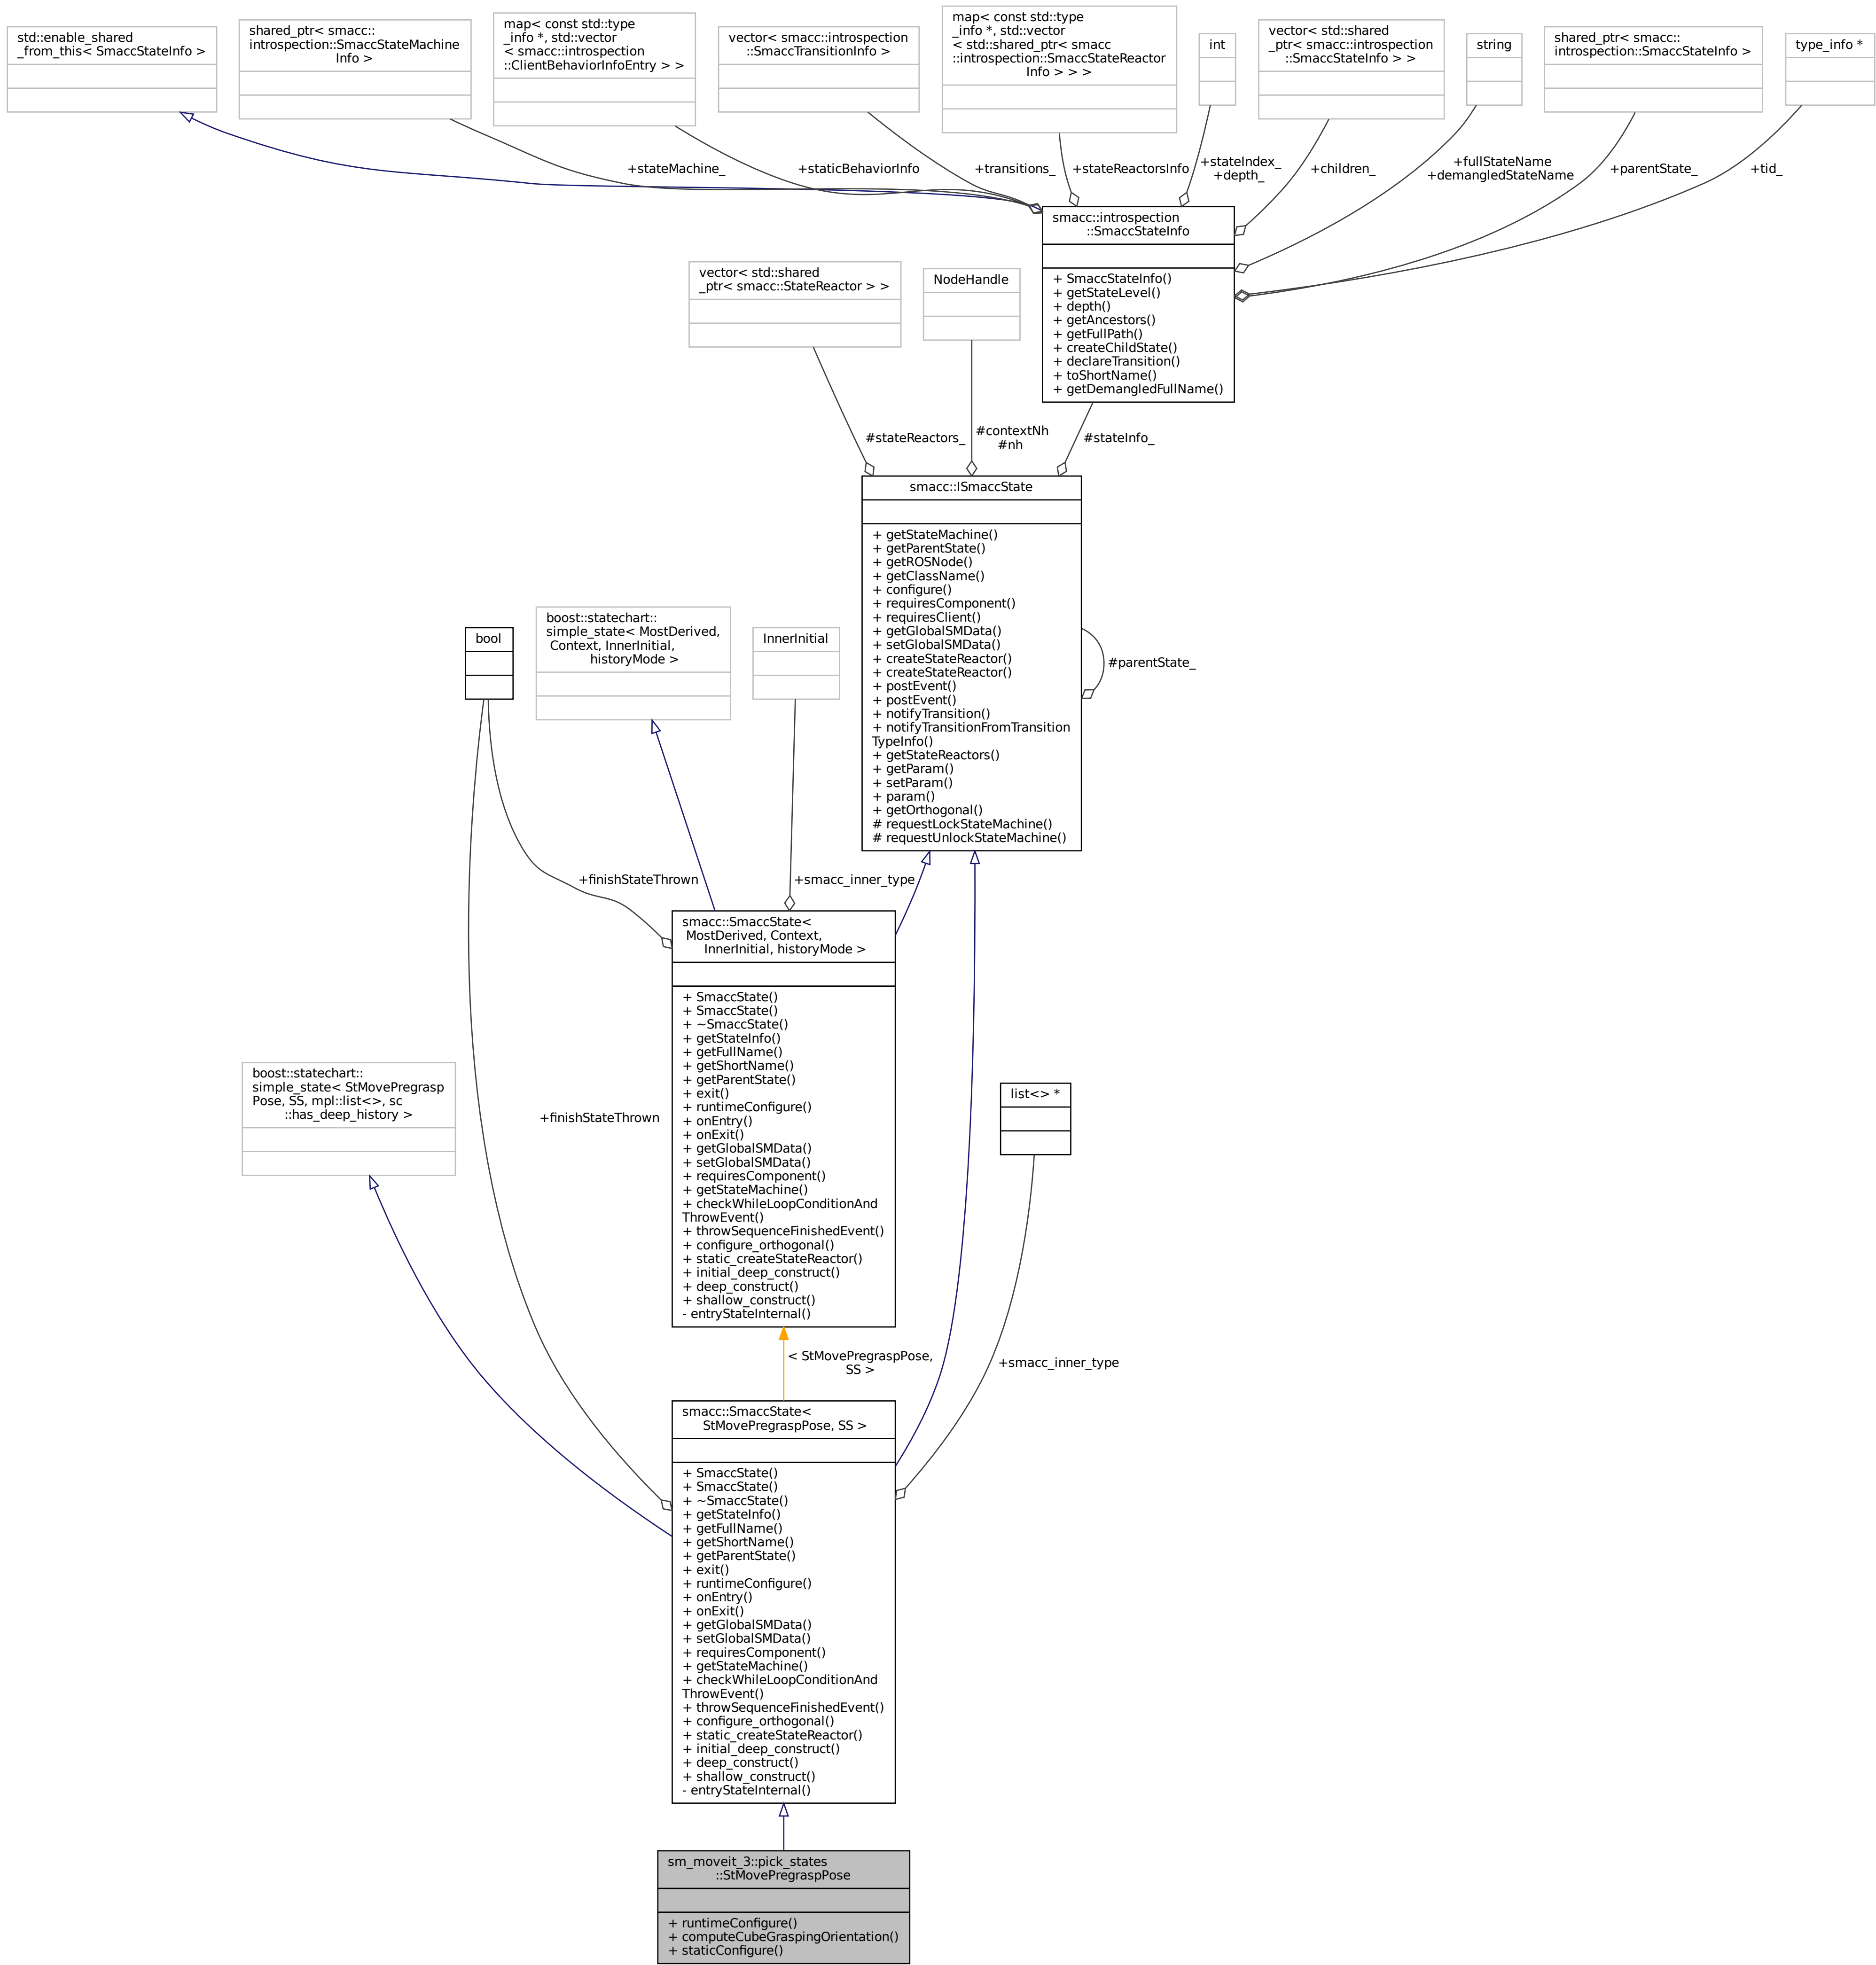 std::enable_shared
_from_this< SmaccStateInfo >
shared_ptr< smacc::
introspection::SmaccStateMachine
Info >
map< const std::type
_info *, std::vector
< smacc::introspection
::ClientBehaviorInfoEntry > >
vector< smacc::introspection
::SmaccTransitionInfo >
map< const std::type
_info *, std::vector
< std::shared_ptr< smacc
::introspection::SmaccStateReactor
Info > > >
int
vector< std::shared
_ptr< smacc::introspection
::SmaccStateInfo > >
string
shared_ptr< smacc::
introspection::SmaccStateInfo >
type_info *
+stateMachine_
+staticBehaviorInfo
+transitions_
+stateReactorsInfo
+stateIndex_
+depth_
+children_
+fullStateName
+demangledStateName
+parentState_
+tid_
smacc::introspection
::SmaccStateInfo
+ SmaccStateInfo()
+ getStateLevel()
+ depth()
+ getAncestors()
+ getFullPath()
+ createChildState()
+ declareTransition()
+ toShortName()
+ getDemangledFullName()
vector< std::shared
_ptr< smacc::StateReactor > >
NodeHandle
#stateReactors_
#contextNh
#nh
#stateInfo_
smacc::ISmaccState
+ getStateMachine()
+ getParentState()
+ getROSNode()
+ getClassName()
+ configure()
+ requiresComponent()
+ requiresClient()
+ getGlobalSMData()
+ setGlobalSMData()
+ createStateReactor()
+ createStateReactor()
+ postEvent()
+ postEvent()
+ notifyTransition()
+ notifyTransitionFromTransition
TypeInfo()
+ getStateReactors()
+ getParam()
+ setParam()
+ param()
+ getOrthogonal()
# requestLockStateMachine()
# requestUnlockStateMachine()
#parentState_
bool
boost::statechart::
simple_state< MostDerived,
Context, InnerInitial,
historyMode >
InnerInitial
+finishStateThrown
+smacc_inner_type
smacc::SmaccState<
MostDerived, Context,
InnerInitial, historyMode >
+ SmaccState()
+ SmaccState()
+ ~SmaccState()
+ getStateInfo()
+ getFullName()
+ getShortName()
+ getParentState()
+ exit()
+ runtimeConfigure()
+ onEntry()
+ onExit()
+ getGlobalSMData()
+ setGlobalSMData()
+ requiresComponent()
+ getStateMachine()
+ checkWhileLoopConditionAnd
ThrowEvent()
+ throwSequenceFinishedEvent()
+ configure_orthogonal()
+ static_createStateReactor()
+ initial_deep_construct()
+ deep_construct()
+ shallow_construct()
- entryStateInternal()
boost::statechart::
simple_state< StMovePregrasp
Pose, SS, mpl::list<>, sc
::has_deep_history >
+finishStateThrown
list<> *
< StMovePregraspPose,
SS >
+smacc_inner_type
smacc::SmaccState<
StMovePregraspPose, SS >
+ SmaccState()
+ SmaccState()
+ ~SmaccState()
+ getStateInfo()
+ getFullName()
+ getShortName()
+ getParentState()
+ exit()
+ runtimeConfigure()
+ onEntry()
+ onExit()
+ getGlobalSMData()
+ setGlobalSMData()
+ requiresComponent()
+ getStateMachine()
+ checkWhileLoopConditionAnd
ThrowEvent()
+ throwSequenceFinishedEvent()
+ configure_orthogonal()
+ static_createStateReactor()
+ initial_deep_construct()
+ deep_construct()
+ shallow_construct()
- entryStateInternal()
sm_moveit_3::pick_states
::StMovePregraspPose
+ runtimeConfigure()
+ computeCubeGraspingOrientation()
+ staticConfigure()